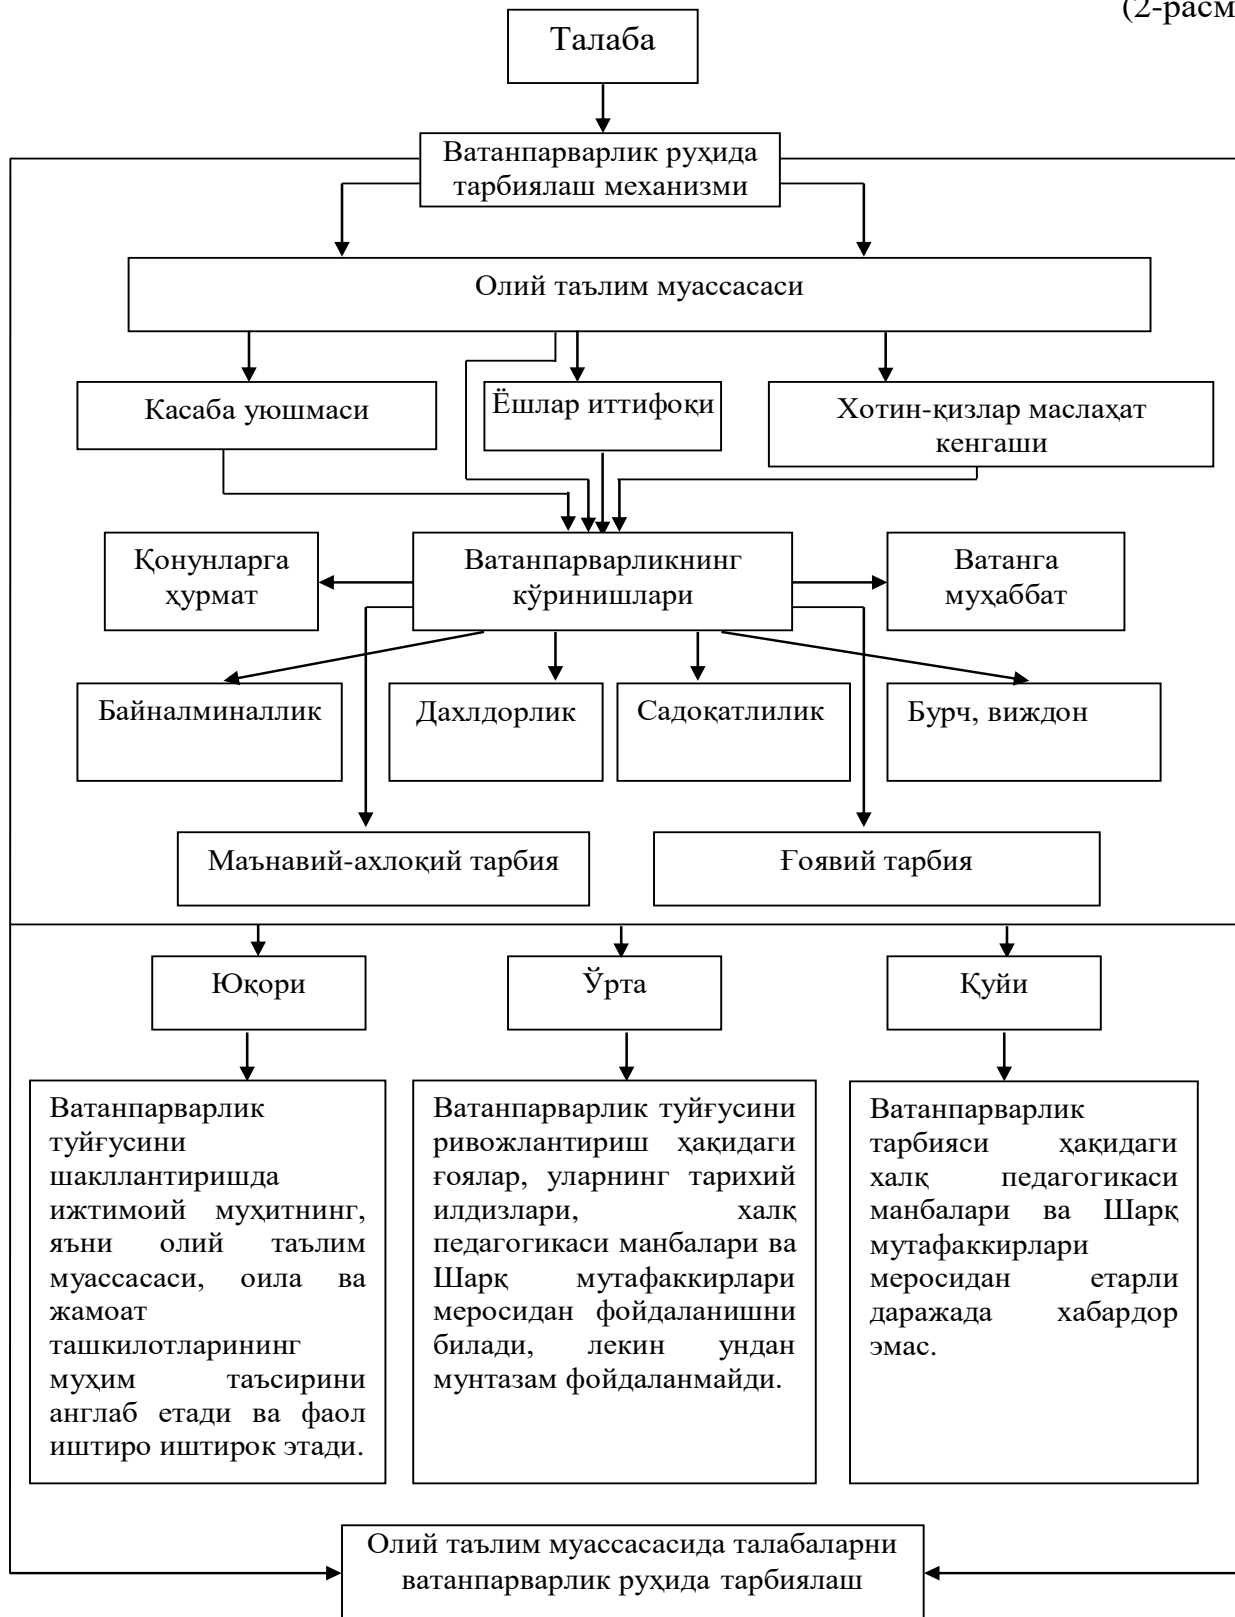 (2-расм
Талаба
Ватанпарварлик руҳида
тарбиялаш механизми
Олий таълим муассасаси
Касаба уюшмаси
Ёшлар иттифоқи
Хотин-қизлар маслаҳат
кенгаши
Қонунларга
ҳурмат
Ватанпарварликнинг
кўринишлари
Ватанга
муҳаббат
Байналминаллик
Дахлдорлик
Садоқатлилик
Бурч, виждон
Маънавий-ахлоқий тарбия
Ғоявий тарбия
Юқори
Ўрта
Қуйи
Ватанпарварлик
туйғусини
шакллантиришда
ижтимоий муҳитнинг,
яъни олий таълим
муассасаси, оила ва
жамоат
ташкилотларининг
муҳим таъсирини
англаб етади ва фаол
иштиро иштирок этади.
Ватанпарварлик туйғусини
ривожлантириш ҳақидаги
ғоялар, уларнинг тарихий
илдизлари, халқ
педагогикаси манбалари ва
Шарқ мутафаккирлари
меросидан фойдаланишни
билади, лекин ундан
мунтазам фойдаланмайди.
Ватанпарварлик
тарбияси ҳақидаги
халқ педагогикаси
манбалари ва Шарқ
мутафаккирлари
меросидан етарли
даражада хабардор
эмас.
Олий таълим муассасасида талабаларни
ватанпарварлик руҳида тарбиялаш